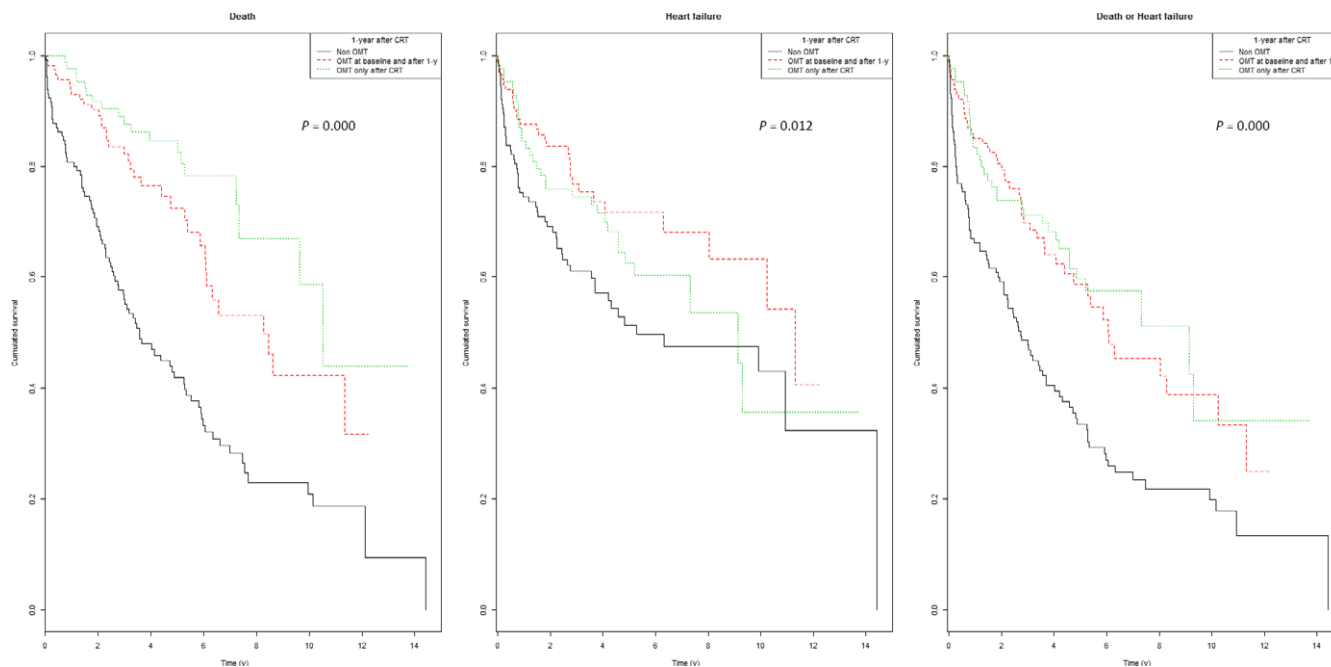 Death
1-year after CRT
Non OMT
OMT at baseline and after 1-y
OMT only after CRT
P = 0.000
Cumulated survival
1.0
0.8
0.6
0.4
0.2
0.0
0 2 4 6 8 10 12 14
Time (y)
Heart failure
1-year after CRT
Non OMT
OMT at baseline and after 1-y
OMT only after CRT
P = 0.012
Cumulated survival
1.0
0.8
0.6
0.4
0.2
0.0
0 2 4 6 8 10 12 14
Time (y)
Death or Heart failure
1-year after CRT
Non OMT
OMT at baseline and after 1
OMT only after CRT
P = 0.000
Cumulated survival
1.0
0.8
0.6
0.4
0.2
0.0
0 2 4 6 8 10 12 14
Time (y)